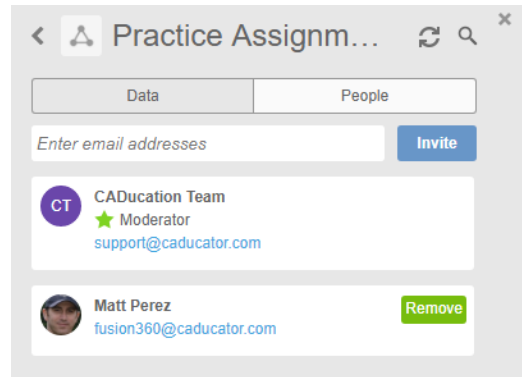 Practice Assignm...
Data People
Enter email addresses Invite
CT CADucation Team
Moderator
support@caducator.com
Matt Perez Remove
fusion360@caducator.com